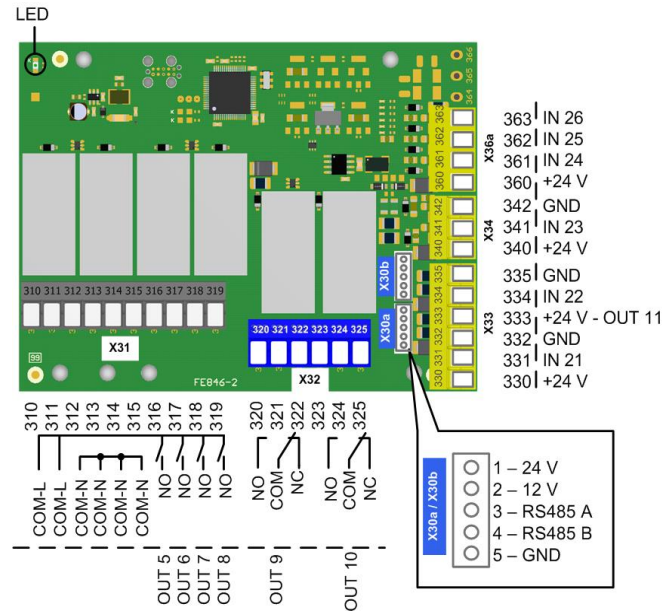 LED
366
365
364
363
362
361
360
X36a
363 IN 26
362 IN 25
361 IN 24
360 +24 V
342
341
340
X34
342 GND
341 IN 23
340 +24 V
335
334
333
332
331
330
X33
335 GND
334 IN 22
333 +24 V - OUT 11
332 GND
331 IN 21
330 +24 V
X30b
X30a
310 311 312 313 314 315 316 317 318 319
X31
320 321 322 323 324 325
X32
99
FE846-2
310 311 312 313 314 315 316 317 318 319
320 321 322 323 324 325
COM-L COM-L COM-N COM-N COM-N COM-N NO NO NO NO
NO COM NC NO COM NC
OUT 5 OUT 6 OUT 7 OUT 8 OUT 9 OUT 10
X30a / X30b
1 – 24 V
2 – 12 V
3 – RS485 A
4 – RS485 B
5 – GND